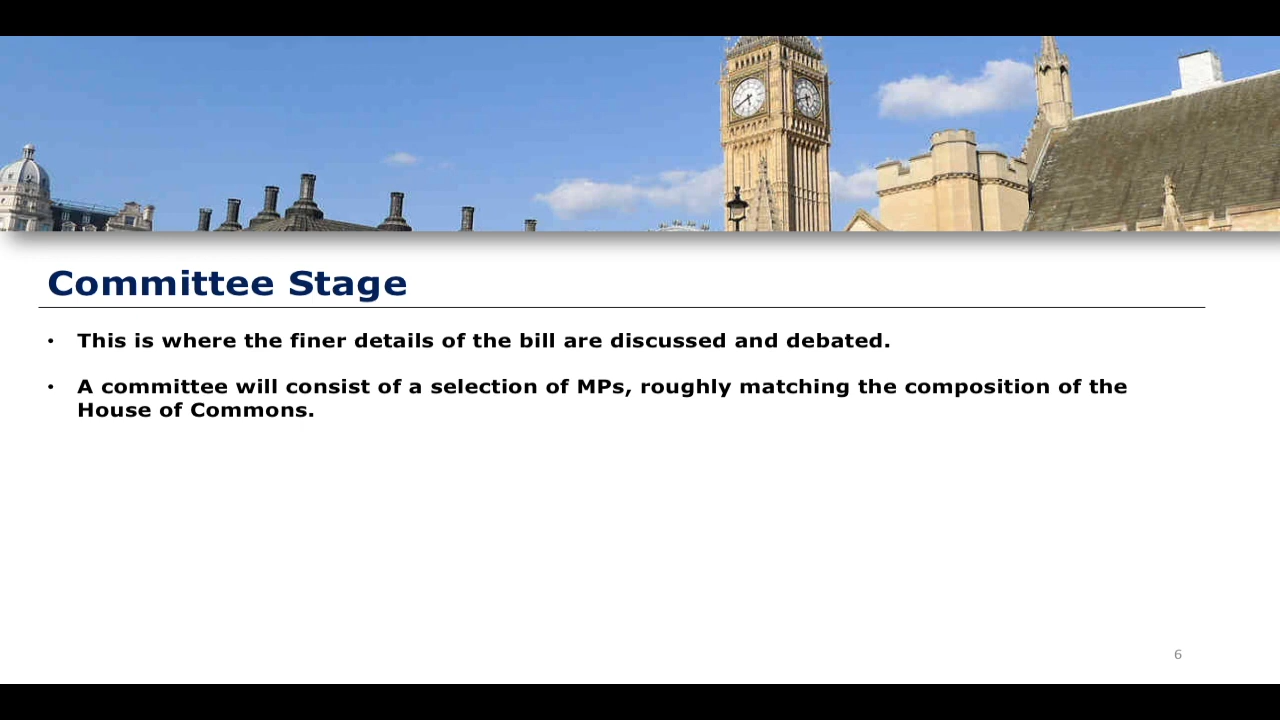 Committee Stage
• This is where the finer details of the bill are discussed and debated.
• A committee will consist of a selection of MPs, roughly matching the composition of the
House of Commons.
6